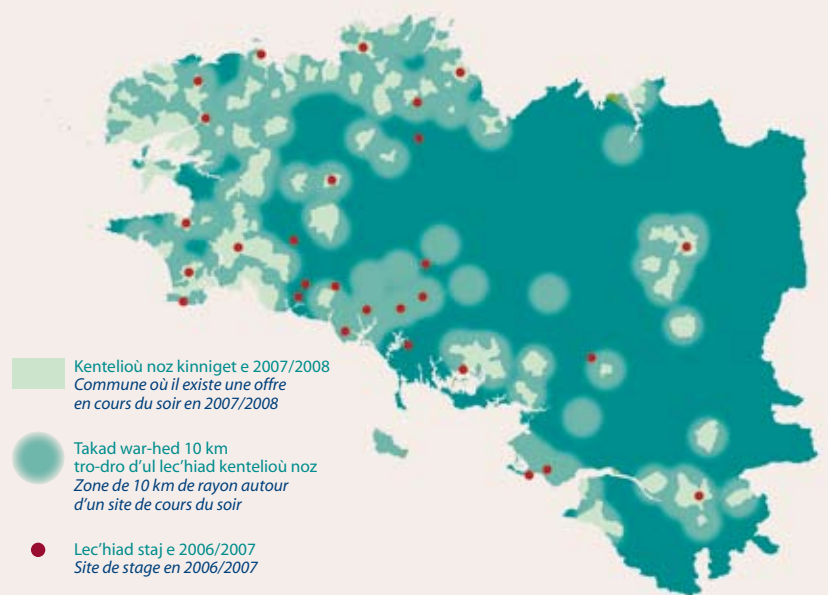 Kentelioù noz kinniget e 2007/2008
Commune où il existe une offre
en cours du soir en 2007/2008
Takad war-hed 10 km
tro-dro d'ul lec'hiad kentelioù noz
Zone de 10 km de rayon autour
d'un site de cours du soir
Lec'hiad staj e 2006/2007
Site de stage en 2006/2007